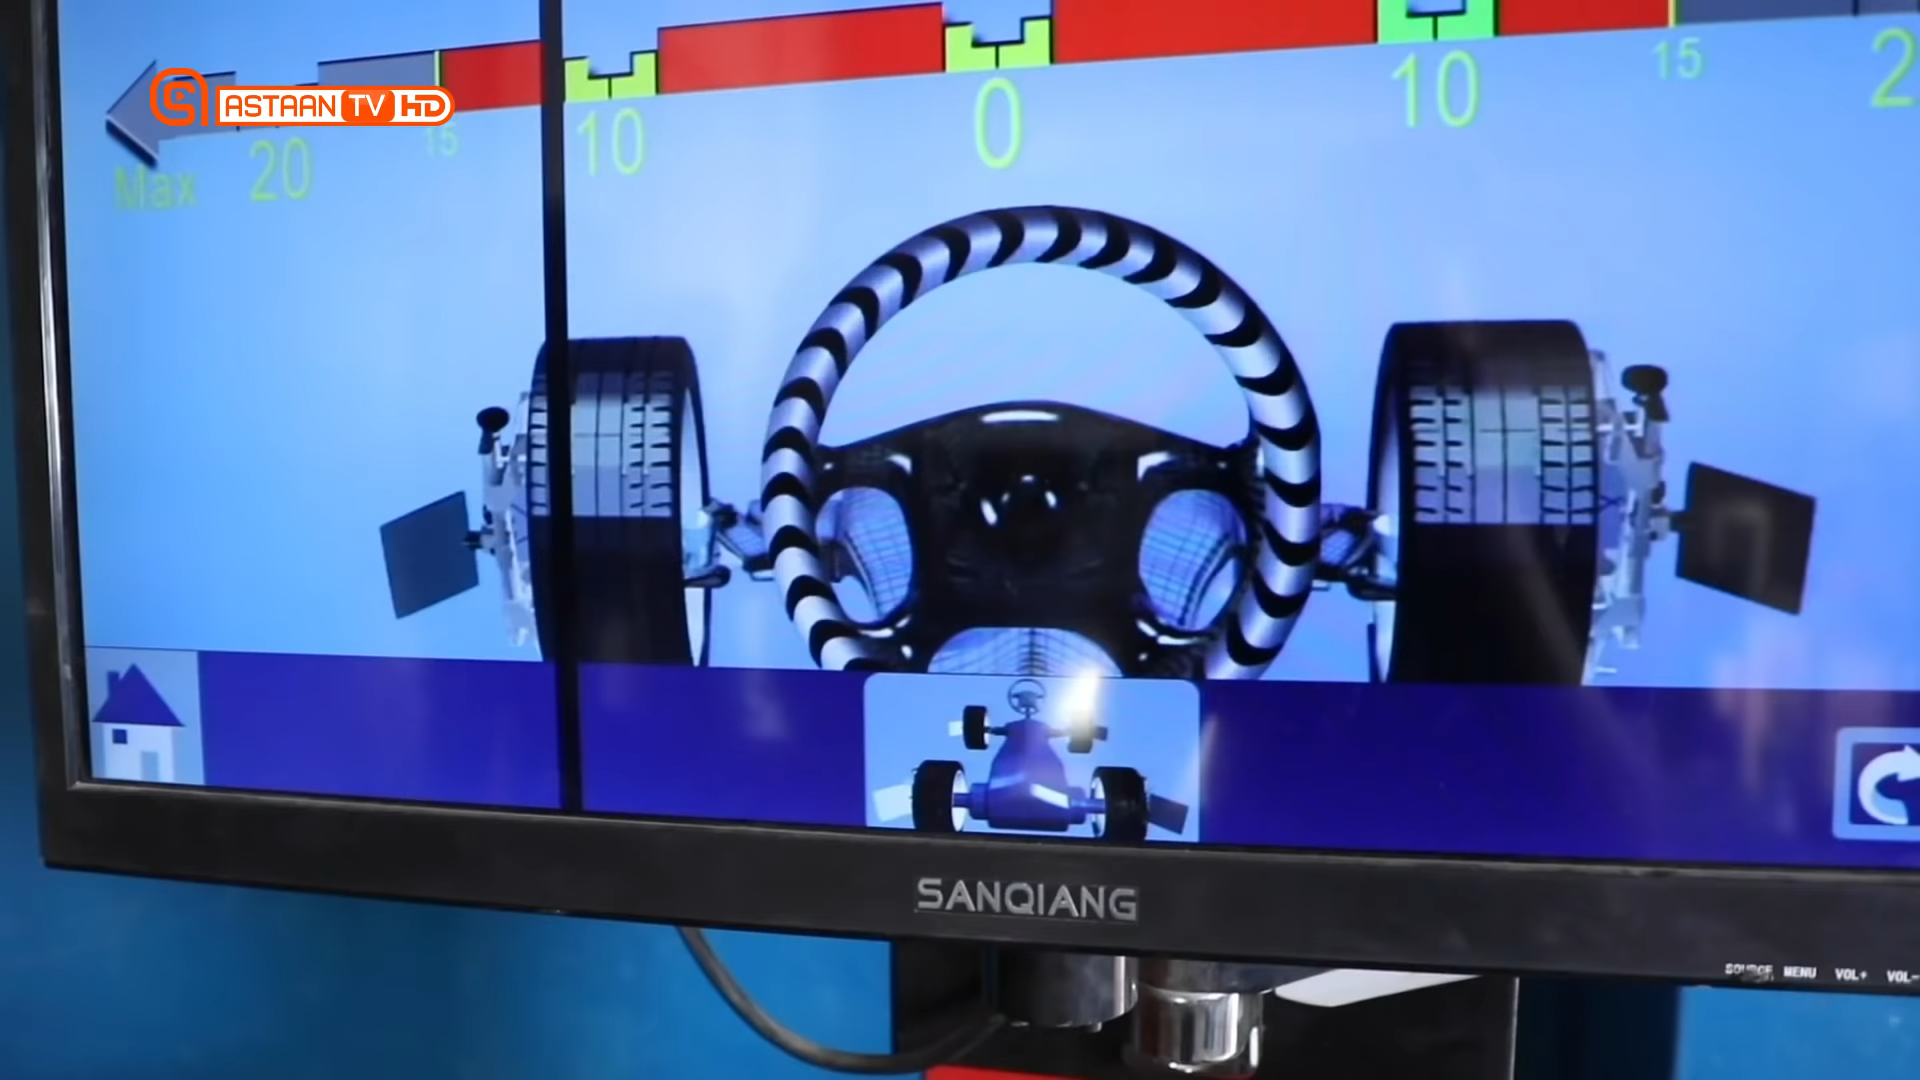 ASTAAN TV HD
Max 20 15 10 0 10 15 2
SANQIANG
SOURCE MENU VOL+ VOL-